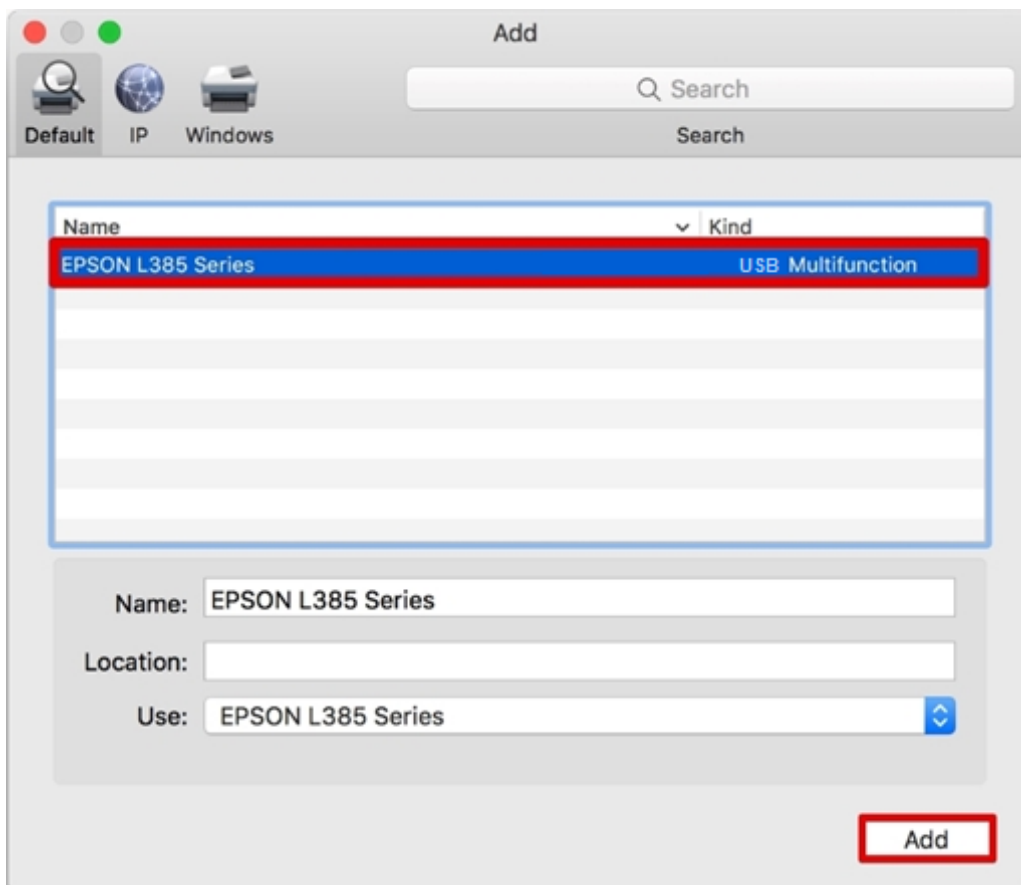 Add
Default IP Windows
Search
Search
Name Kind
EPSON L385 Series USB Multifunction
Name: EPSON L385 Series
Location:
Use: EPSON L385 Series
Add